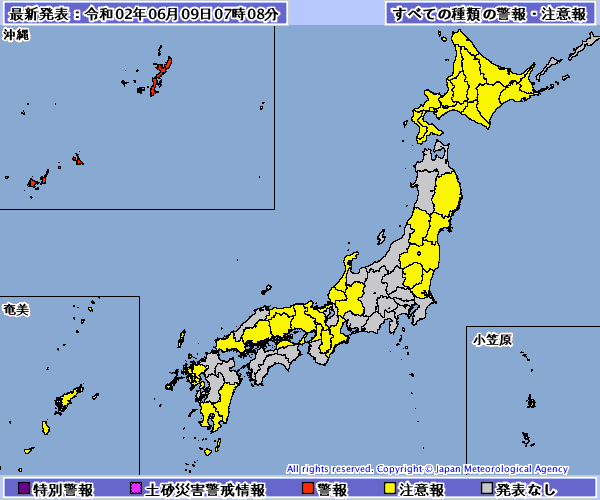 最新発表：令和02年06月09日07時08分
すべての種類の警報・注意報
沖縄
奄美
小笠原
All rights reserved. Copyright © Japan Meteorological Agency
特別警報
土砂災害警戒情報
警報
注意報
発表なし